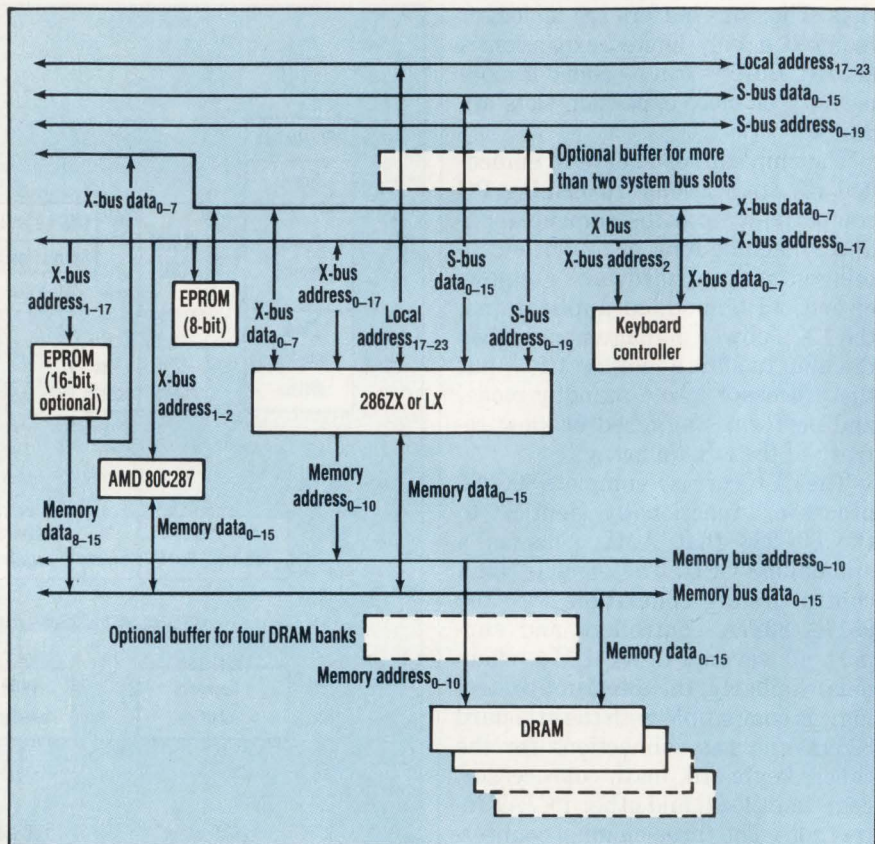 Local address17–23
S-bus data0–15
S-bus address0–19
Optional buffer for more
than two system bus slots
X-bus data0–7
X-bus data0–7
X bus
X-bus address0–17
X-bus
address1–17
EPROM
(8-bit)
X-bus
data0–7
X-bus
address0–17
Local
address17–23
S-bus
data0–15
S-bus
address0–19
X-bus address2
X-bus data0–7
Keyboard
controller
EPROM
(16-bit,
optional)
X-bus
address1–2
286ZX or LX
AMD 80C287
Memory
data8–15
Memory data0–15
Memory
address0–10
Memory data0–15
Memory bus address0–10
Memory bus data0–15
Optional buffer for four DRAM banks
Memory data0–15
Memory address0–10
DRAM